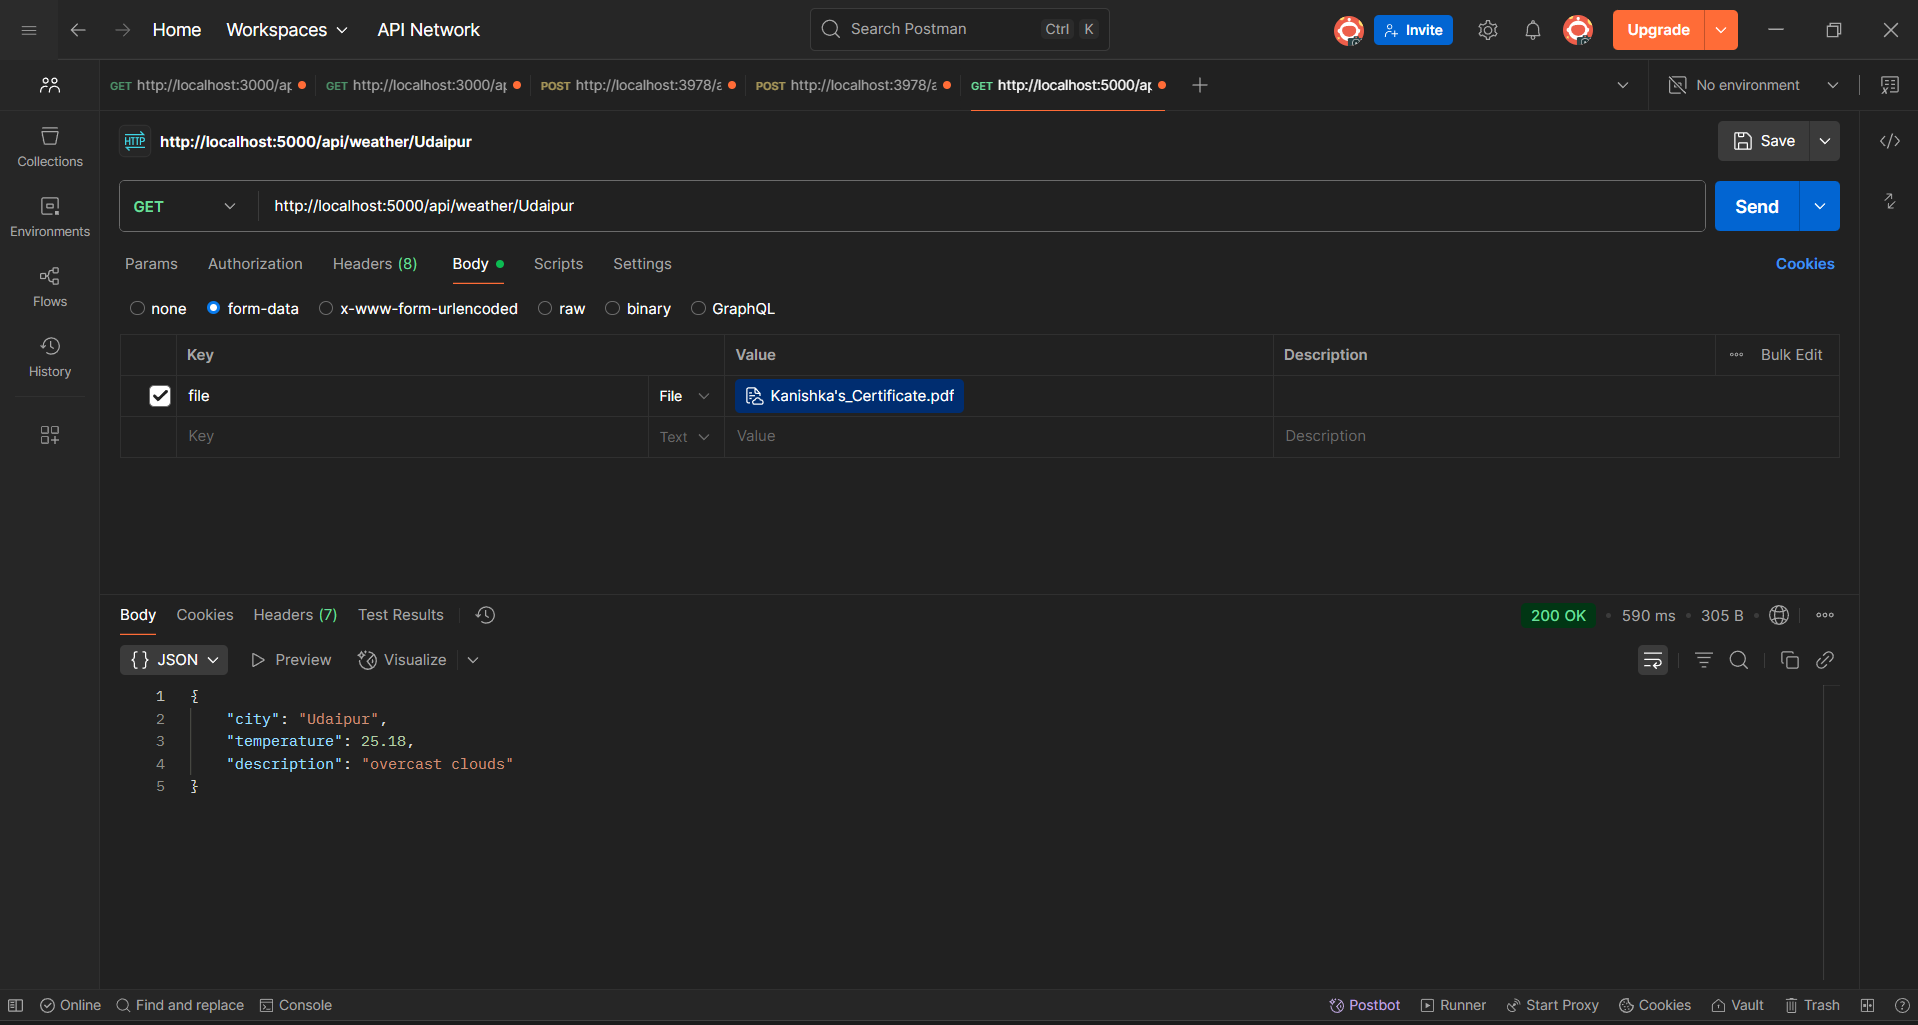 Home Workspaces API Network Search Postman Ctrl K Invite Upgrade
GET http://localhost:3000/ap GET http://localhost:3000/ap POST http://localhost:3978/a POST http://localhost:3978/a GET http://localhost:5000/ap No environment
Collections
Environments
Flows
History
HTTP http://localhost:5000/api/weather/Udaipur Save
GET http://localhost:5000/api/weather/Udaipur Send
Params Authorization Headers (8) Body Scripts Settings Cookies
none form-data x-www-form-urlencoded raw binary GraphQL
Key Value Description Bulk Edit
file File Kanishka's_Certificate.pdf
Key Text Value Description
Body Cookies Headers (7) Test Results 200 OK 590 ms 305 B
{} JSON Preview Visualize
1 {
2 "city": "Udaipur",
3 "temperature": 25.18,
4 "description": "overcast clouds"
5 }
Online Find and replace Console Postbot Runner Start Proxy Cookies Vault Trash